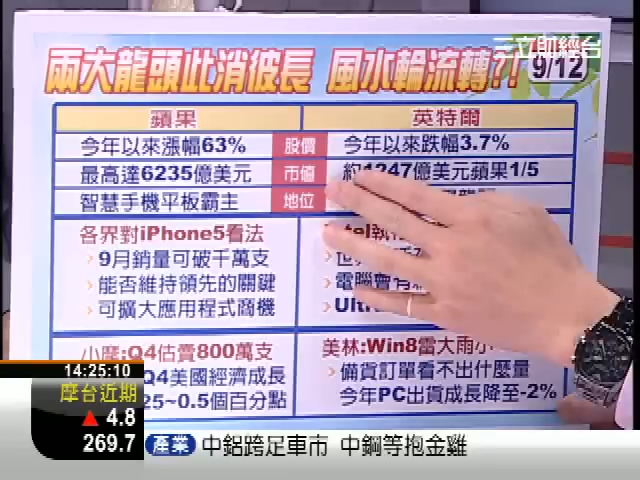 三立財經台
兩大龍頭此消彼長 風水輪流轉?!
9/12
蘋果
英特爾
今年以來漲幅63%
股價
今年以來跌幅3.7%
最高達6235億美元
市值
約1247億美元蘋果1/5
智慧手機平板霸主
地位
各界對iPhone5看法
9月銷量可破千萬支
能否維持領先的關鍵
可擴大應用程式商機
電腦會有
小摩:Q4估賣800萬支
Q4美國經濟成長
25~0.5個百分點
美林:Win8雷大雨小
備貨訂單看不出什麼量
今年PC出貨成長降至-2%
14:25:10
摩台近期
▲ 4.8
269.7
產業 中鋁跨足車市 中鋼等抱金雞